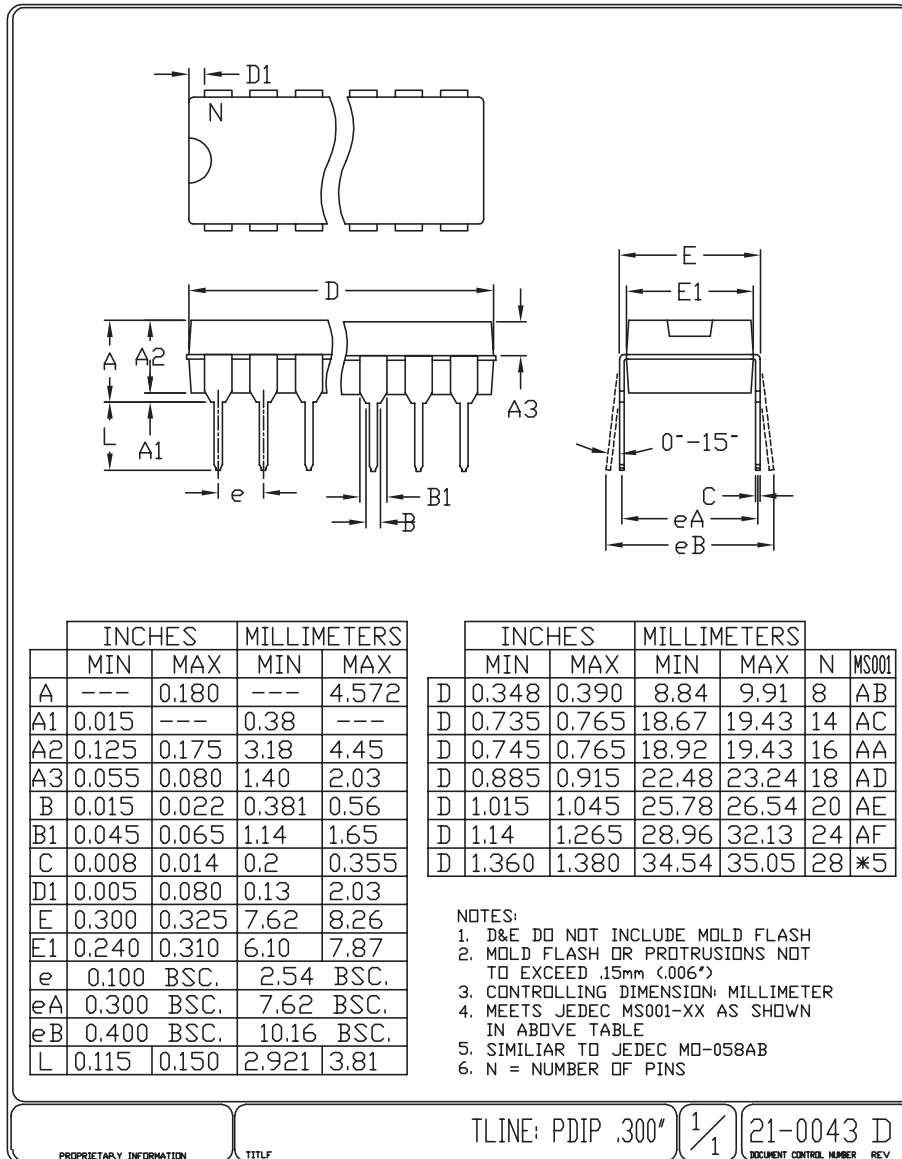 D1
N
D
E
E1
A
A2
A3
L
A1
0°-15°
e
B1
B
C
eA
eB
INCHES MILLIMETERS
MIN MAX MIN MAX
A --- 0.180 --- 4.572
A1 0.015 --- 0.38 ---
A2 0.125 0.175 3.18 4.45
A3 0.055 0.080 1.40 2.03
B 0.015 0.022 0.381 0.56
B1 0.045 0.065 1.14 1.65
C 0.008 0.014 0.2 0.355
D1 0.005 0.080 0.13 2.03
E 0.300 0.325 7.62 8.26
E1 0.240 0.310 6.10 7.87
e 0.100 BSC. 2.54 BSC.
eA 0.300 BSC. 7.62 BSC.
eB 0.400 BSC. 10.16 BSC.
L 0.115 0.150 2.921 3.81
INCHES MILLIMETERS
MIN MAX MIN MAX N MS001
D 0.348 0.390 8.84 9.91 8 AB
D 0.735 0.765 18.67 19.43 14 AC
D 0.745 0.765 18.92 19.43 16 AA
D 0.885 0.915 22.48 23.24 18 AD
D 1.015 1.045 25.78 26.54 20 AE
D 1.14 1.265 28.96 32.13 24 AF
D 1.360 1.380 34.54 35.05 28 *5
NOTES:
1. D&E DO NOT INCLUDE MOLD FLASH
2. MOLD FLASH OR PROTRUSIONS NOT
TO EXCEED .15mm (.006")
3. CONTROLLING DIMENSION: MILLIMETER
4. MEETS JEDEC MS001-XX AS SHOWN
IN ABOVE TABLE
5. SIMILIAR TO JEDEC MO-058AB
6. N = NUMBER OF PINS
PROPRIETARY INFORMATION
TITLE
TLINE: PDIP .300"
1/1
21-0043 D
DOCUMENT CONTROL NUMBER REV